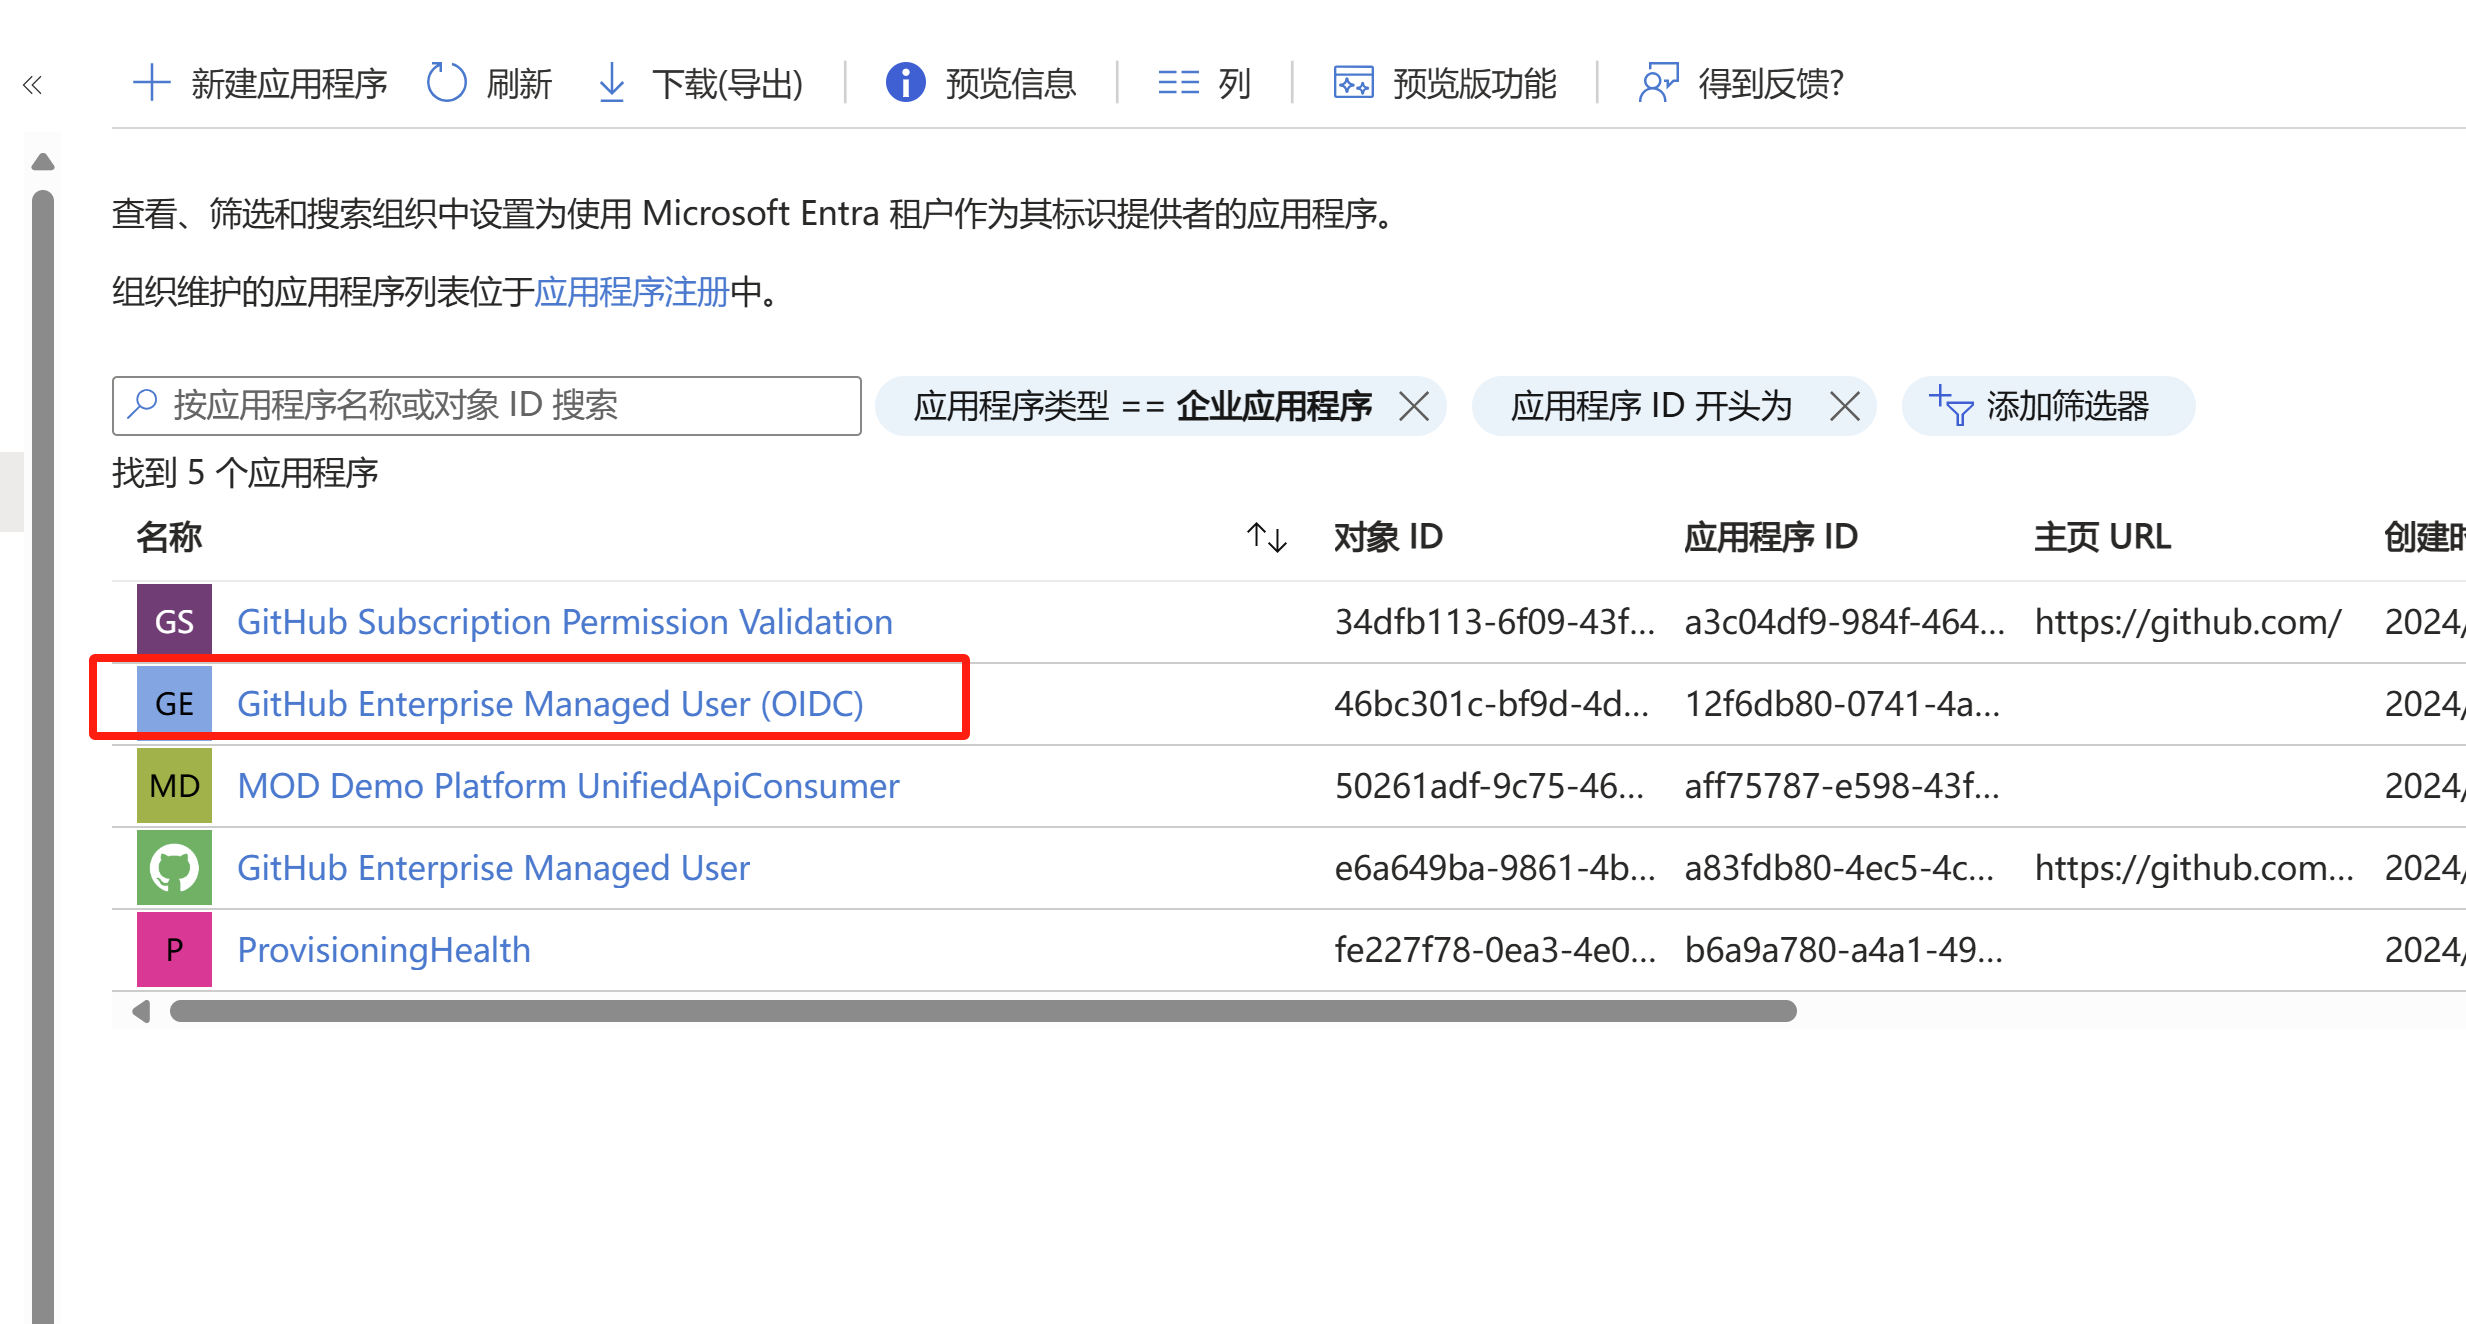 新建应用程序 刷新 下载(导出) 预览信息 列 预览版功能 得到反馈?
查看、筛选和搜索组织中设置为使用 Microsoft Entra 租户作为其标识提供者的应用程序。
组织维护的应用程序列表位于应用程序注册中。
按应用程序名称或对象 ID 搜索 应用程序类型 == 企业应用程序 应用程序 ID 开头为 添加筛选器
找到 5 个应用程序
名称 对象 ID 应用程序 ID 主页 URL 创建时
GS GitHub Subscription Permission Validation 34dfb113-6f09-43f... a3c04df9-984f-464... https://github.com/ 2024/
GE GitHub Enterprise Managed User (OIDC) 46bc301c-bf9d-4d... 12f6db80-0741-4a... 2024/
MD MOD Demo Platform UnifiedApiConsumer 50261adf-9c75-46... aff75787-e598-43f... 2024/
GitHub Enterprise Managed User e6a649ba-9861-4b... a83fdb80-4ec5-4c... https://github.com... 2024/
P ProvisioningHealth fe227f78-0ea3-4e0... b6a9a780-a4a1-49... 2024/